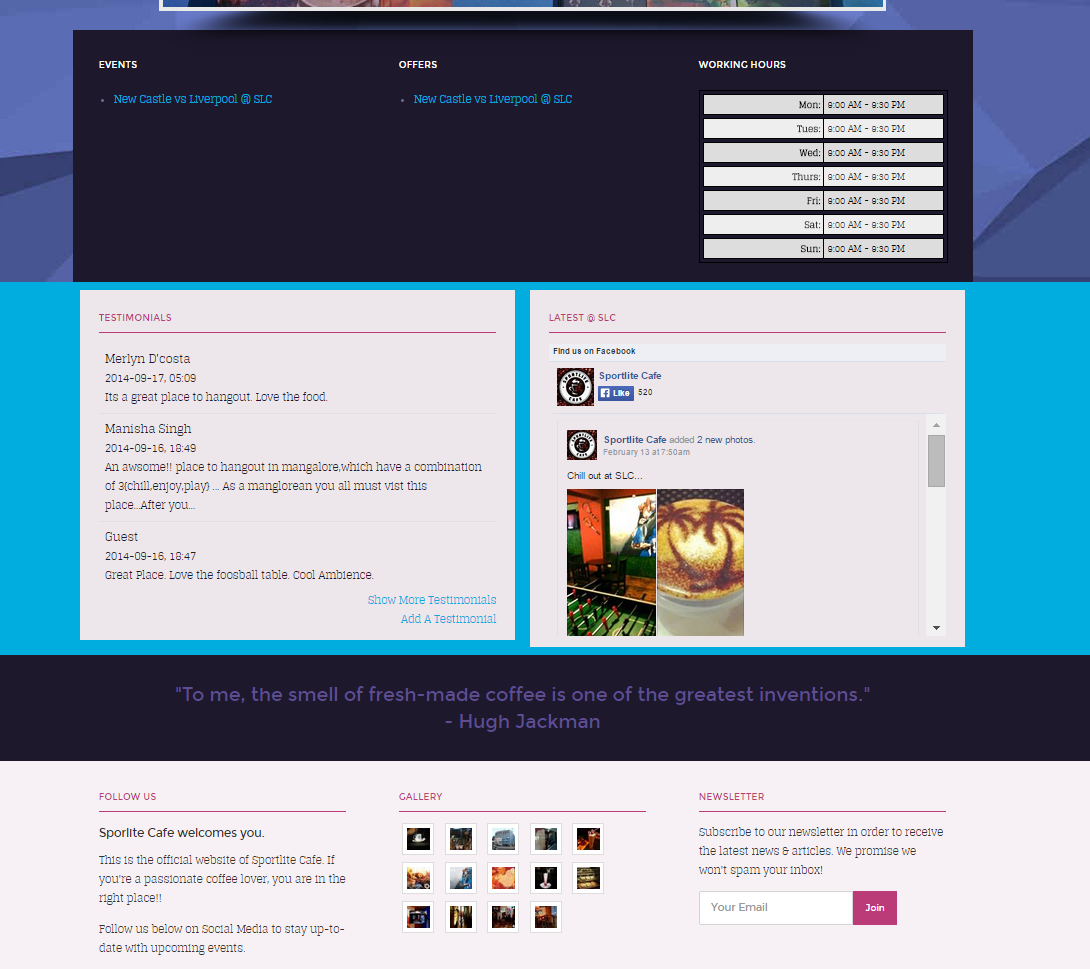 EVENTS
New Castle vs Liverpool @ SLC
OFFERS
New Castle vs Liverpool @ SLC
WORKING HOURS
Mon: 9:00 AM - 9:30 PM
Tues: 9:00 AM - 9:30 PM
Wed: 9:00 AM - 9:30 PM
Thurs: 9:00 AM - 9:30 PM
Fri: 9:00 AM - 9:30 PM
Sat: 9:00 AM - 9:30 PM
Sun: 9:00 AM - 9:30 PM
TESTIMONIALS
Merlyn D'costa
2014-09-17, 05:09
Its a great place to hangout. Love the food.
Manisha Singh
2014-09-16, 18:49
An awsome!! place to hangout in mangalore,which have a combination
of 3{chill,enjoy,play} ... As a manglorean you all must vist this
place...After you...
Guest
2014-09-16, 18:47
Great Place. Love the foosball table. Cool Ambience.
Show More Testimonials
Add A Testimonial
LATEST @ SLC
Find us on Facebook
Sportlite Cafe
Like 520
SPORTLITE
CAFE
Sportlite Cafe added 2 new photos.
February 13 at 7:50am
Chill out at SLC...
"To me, the smell of fresh-made coffee is one of the greatest inventions."
- Hugh Jackman
FOLLOW US
Sporlite Cafe welcomes you.
This is the official website of Sportlite Cafe. If
you're a passionate coffee lover, you are in the
right place!!
Follow us below on Social Media to stay up-to-
date with upcoming events.
GALLERY
NEWSLETTER
Subscribe to our newsletter in order to receive
the latest news & articles. We promise we
won't spam your inbox!
Your Email
Join